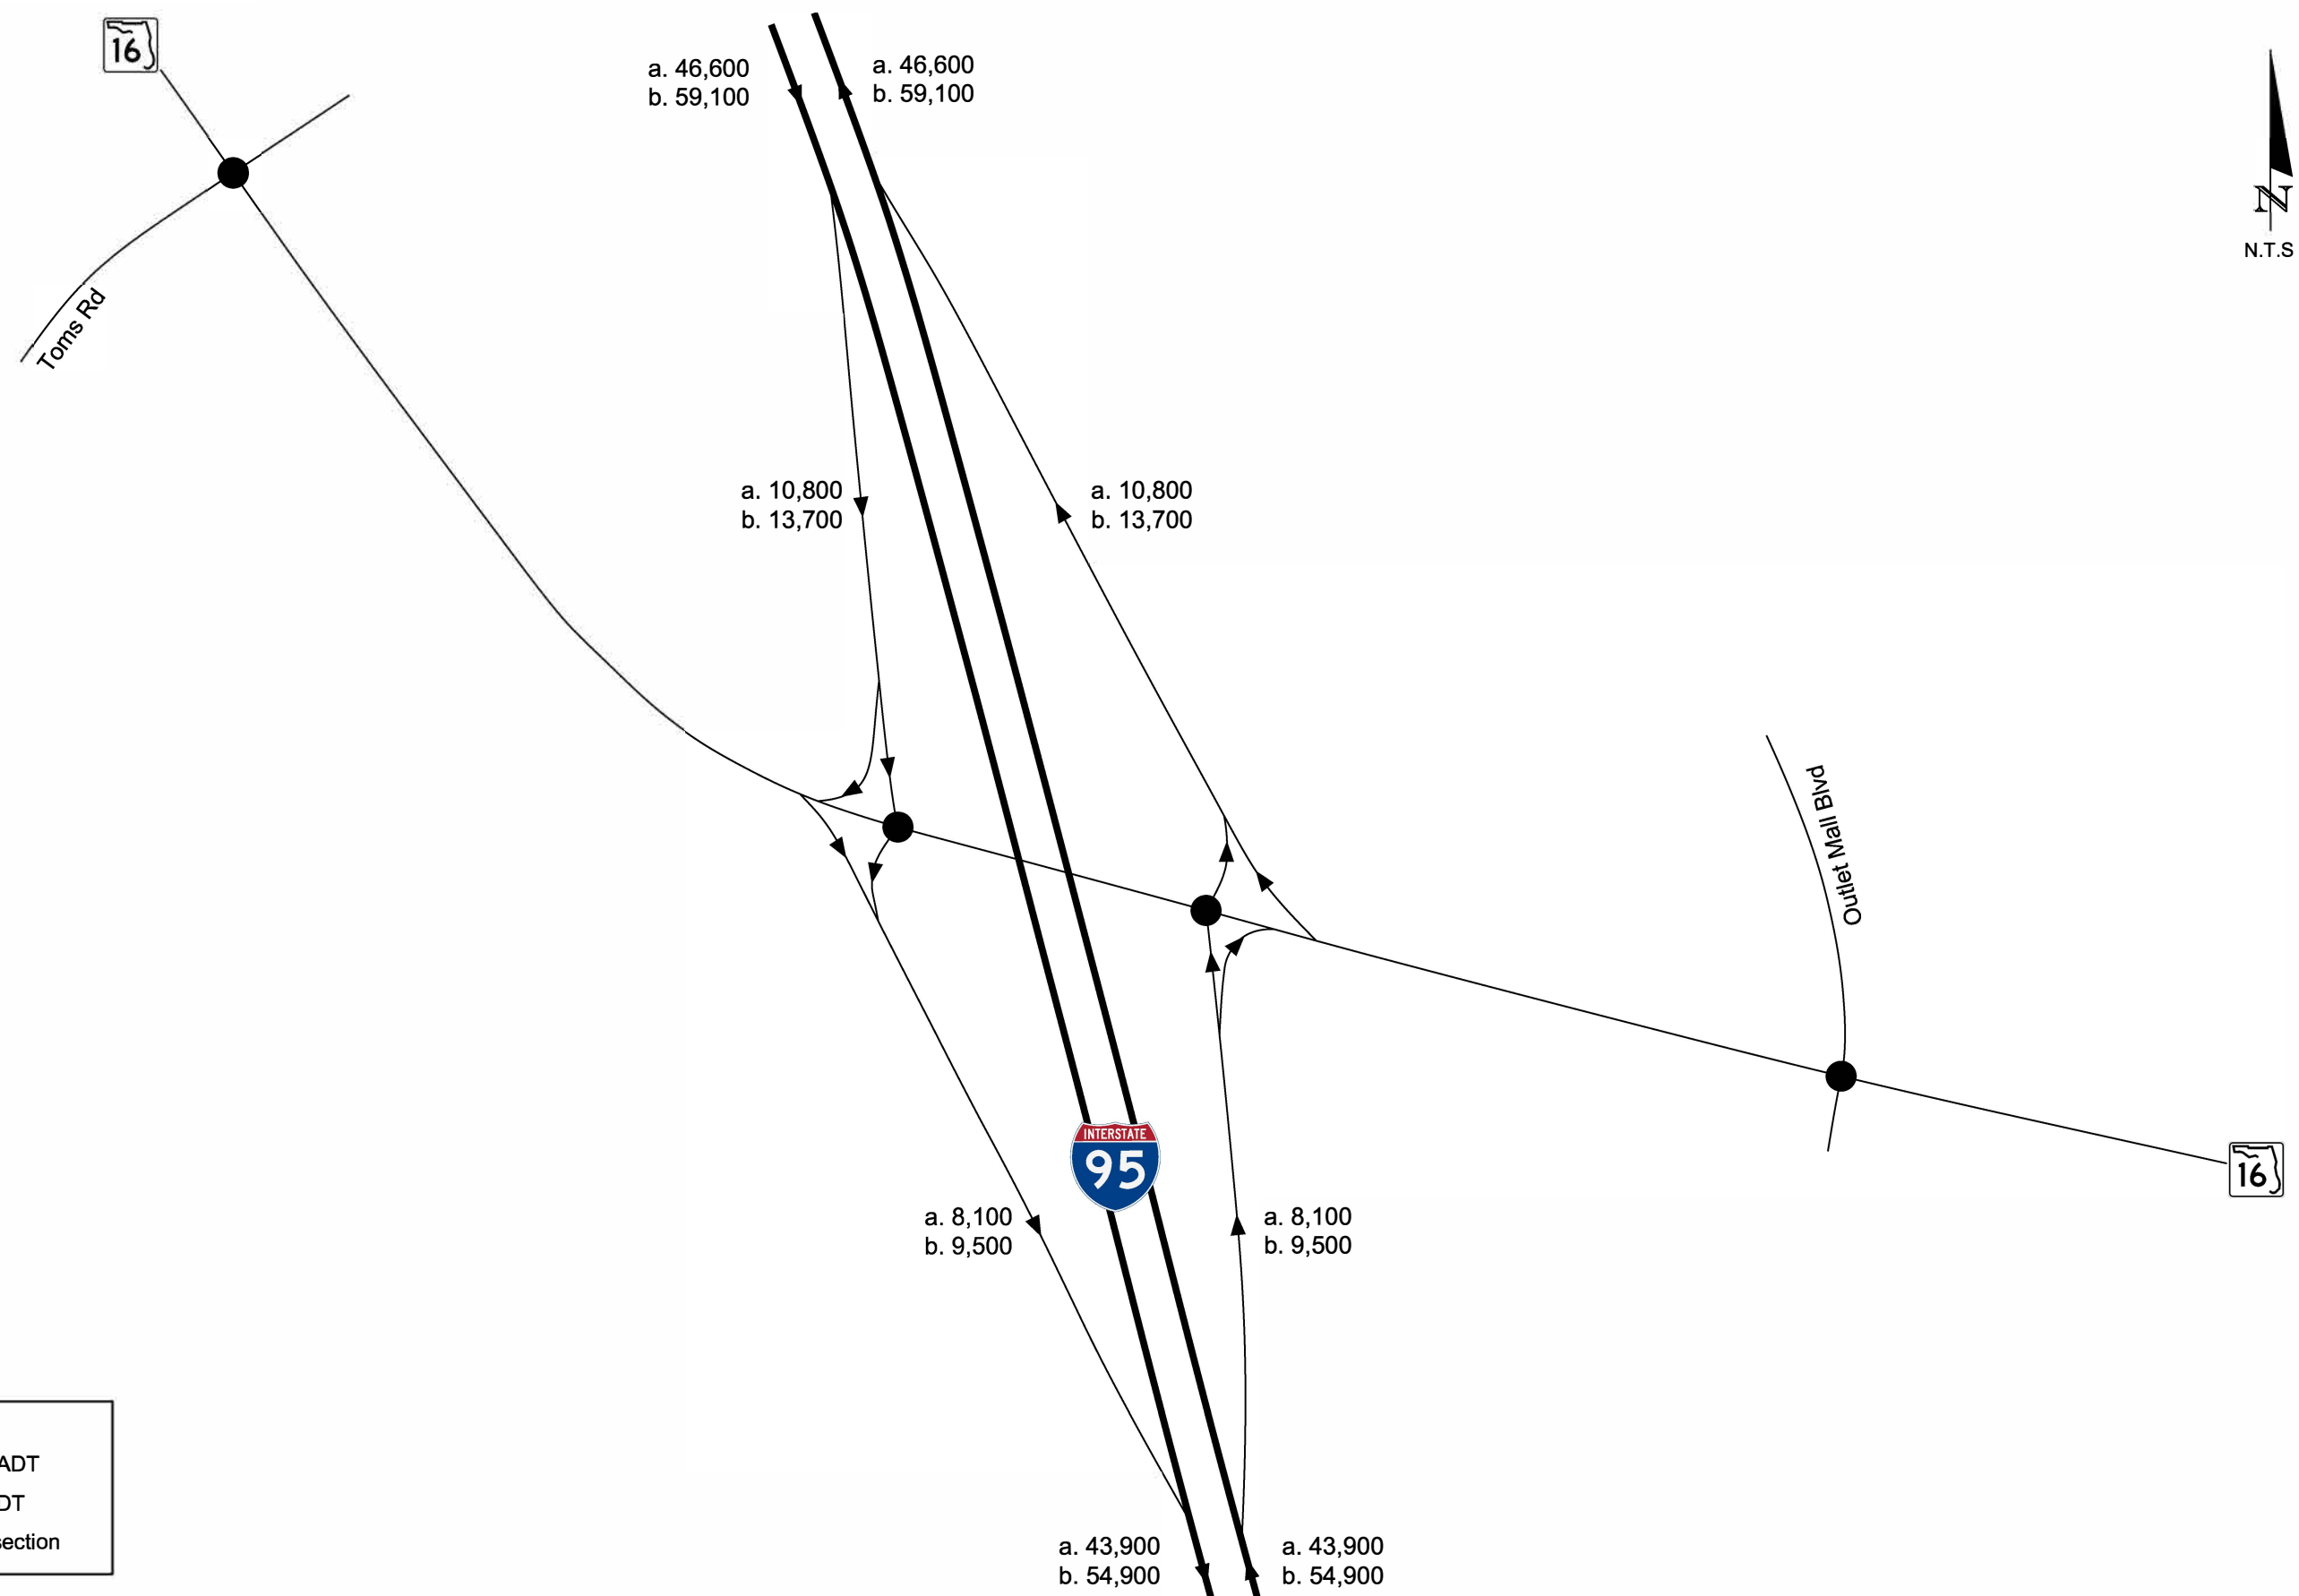 16
a. 46,600
b. 59,100
a. 46,600
b. 59,100
N
N.T.S
Toms Rd
a. 10,800
b. 13,700
a. 10,800
b. 13,700
Outlet Mall Blvd
INTERSTATE
95
16
a. 8,100
b. 9,500
a. 8,100
b. 9,500
ADT
DT
section
a. 43,900
b. 54,900
a. 43,900
b. 54,900